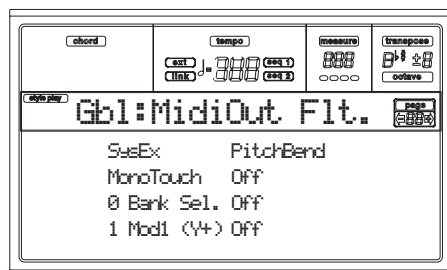 chord tempo measure transpose
ext ♩=888 seq 1 888 B♭♮ ±8
link seq 2 octave
style play Gbl:MidiOut Flt. page
SysEx PitchBend
MonoTouch Off
0 Bank Sel. Off
1 Mod1 (Y+) Off